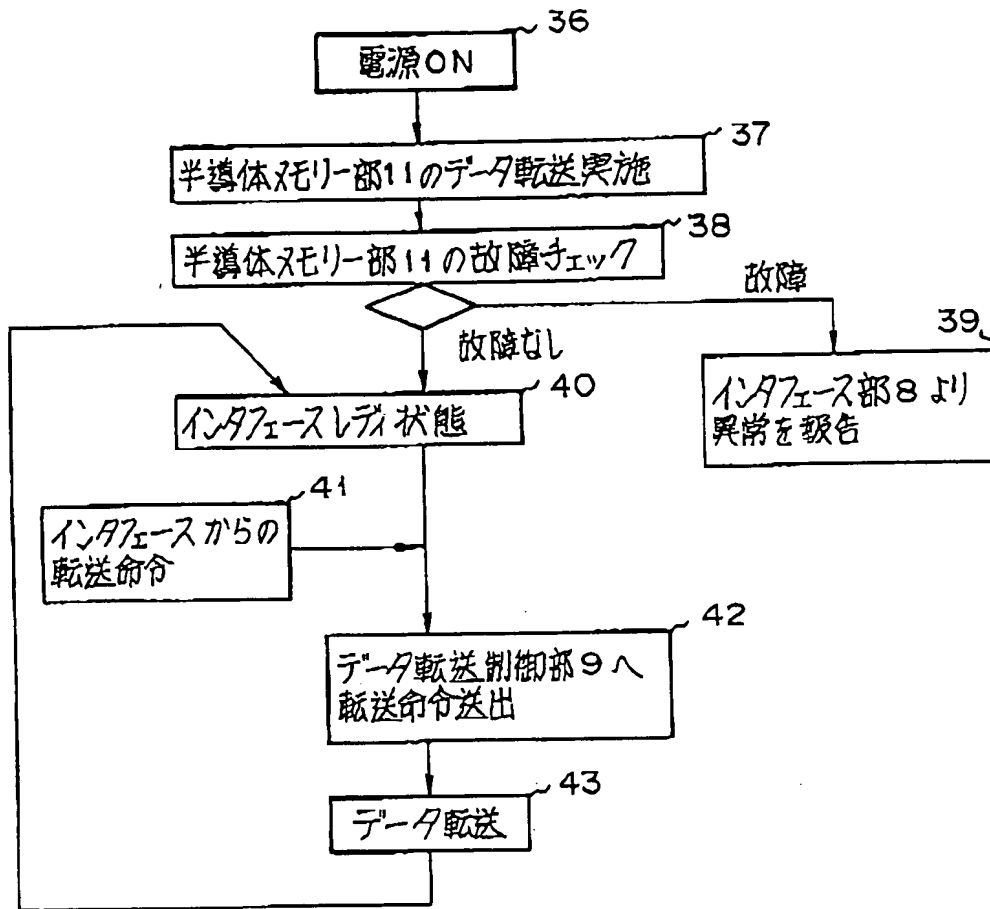 36
電源ON
37
半導体メモリー部11のデータ転送実施
38
半導体メモリー部11の故障チェック
故障
故障なし
39
インタフェース部8より
異常を報告
40
インタフェースレディ状態
41
インタフェースからの
転送命令
42
データ転送制御部9へ
転送命令送出
43
データ転送